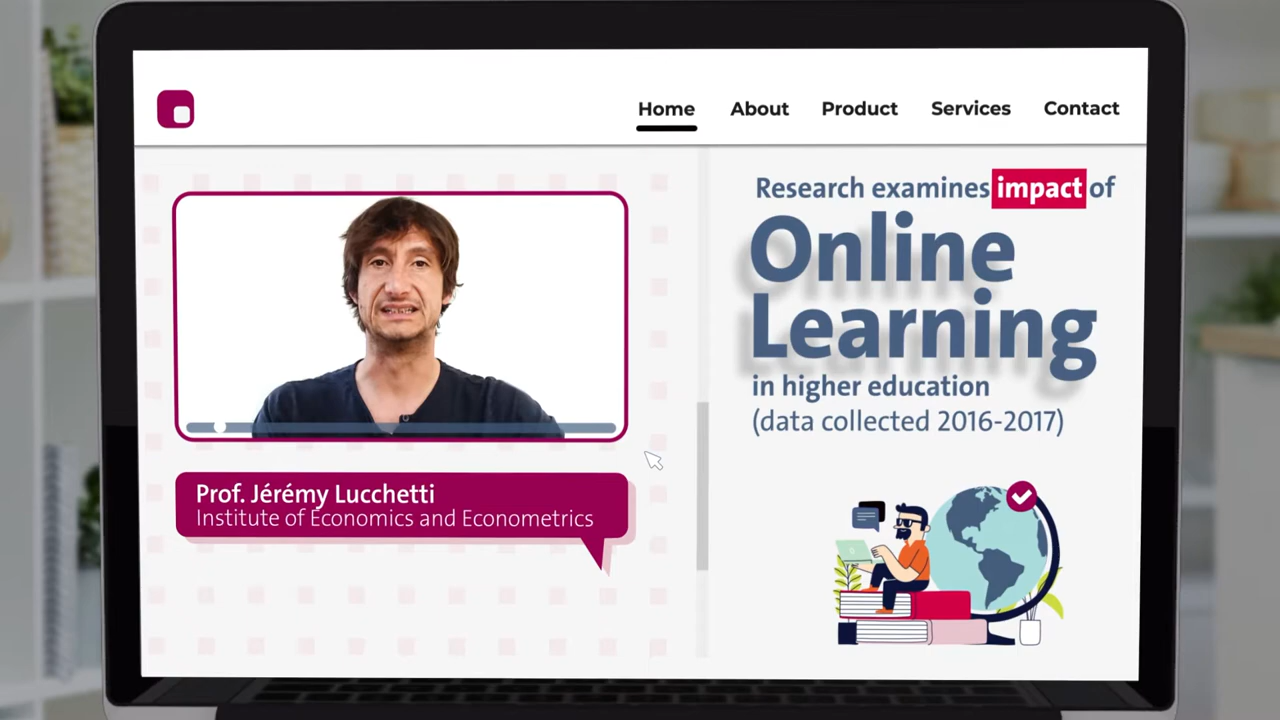 Home About Product Services Contact
Research examines impact of
Online
Learning
in higher education
(data collected 2016-2017)
Prof. Jérémy Lucchetti
Institute of Economics and Econometrics